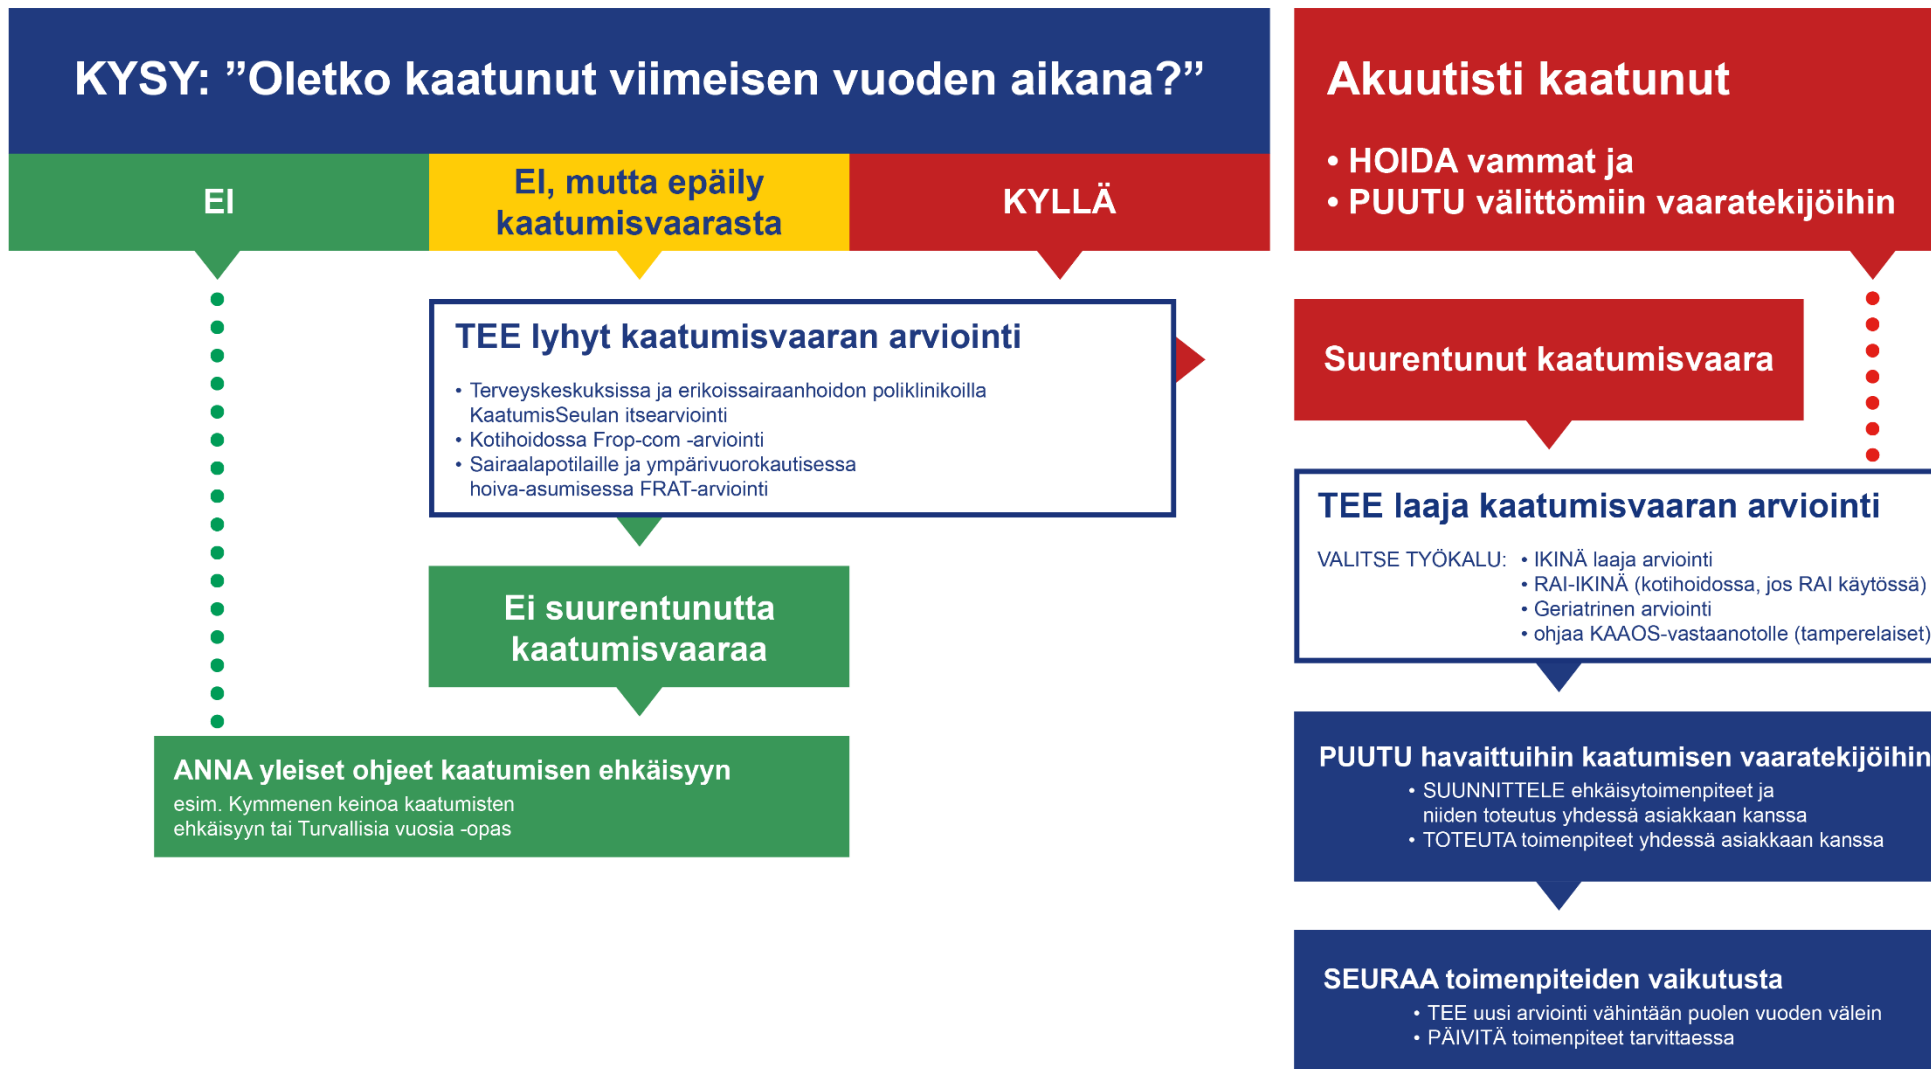 KYSY: ”Oletko kaatunut viimeisen vuoden aikana?”
EI
EI, mutta epäily
kaatumisvaarasta
KYLLÄ
TEE lyhyt kaatumisvaaran arviointi
• Terveyskeskuksissa ja erikoissairaanhoidon poliklinikoilla
KaatumisSeulan itsearviointi
• Kotihoidossa Frop-com -arviointi
• Sairaalapotilaille ja ympärivuorokautisessa
hoiva-asumisessa FRAT-arviointi
Ei suurentunutta
kaatumisvaaraa
ANNA yleiset ohjeet kaatumisen ehkäisyyn
esim. Kymmenen keinoa kaatumisten
ehkäisyyn tai Turvallisia vuosia -opas
Akuutisti kaatunut
• HOIDA vammat ja
• PUUTU välittömiin vaaratekijöihin
Suurentunut kaatumisvaara
TEE laaja kaatumisvaaran arviointi
VALITSE TYÖKALU: • IKINÄ laaja arviointi
• RAI-IKINÄ (kotihoidossa, jos RAI käytössä)
• Geriatrinen arviointi
• ohjaa KAAOS-vastaanotolle (tamperelaiset)
PUUTU havaittuihin kaatumisen vaaratekijöihin
• SUUNNITTELE ehkäisytoimenpiteet ja
niiden toteutus yhdessä asiakkaan kanssa
• TOTEUTA toimenpiteet yhdessä asiakkaan kanssa
SEURAA toimenpiteiden vaikutusta
• TEE uusi arviointi vähintään puolen vuoden välein
• PÄIVITÄ toimenpiteet tarvittaessa